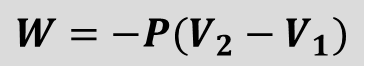 W = −P(V₂ − V₁)